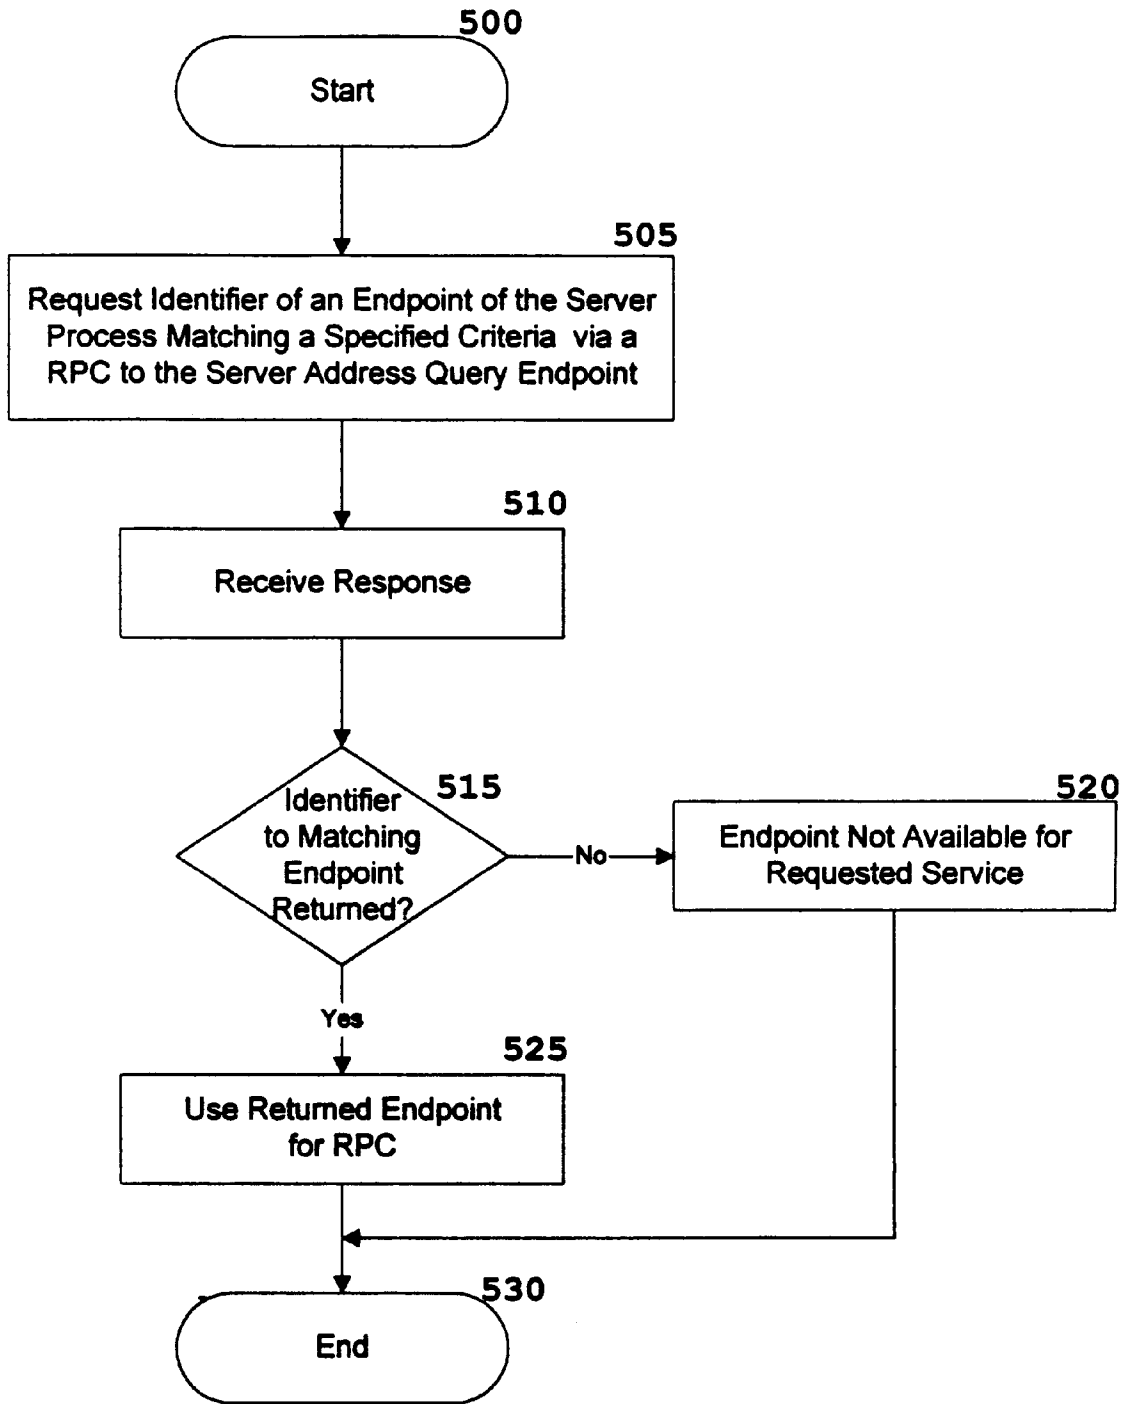 500
Start
505
Request Identifier of an Endpoint of the Server
Process Matching a Specified Criteria via a
RPC to the Server Address Query Endpoint
510
Receive Response
515
Identifier
to Matching
Endpoint
Returned?
No
520
Endpoint Not Available for
Requested Service
Yes
525
Use Returned Endpoint
for RPC
530
End